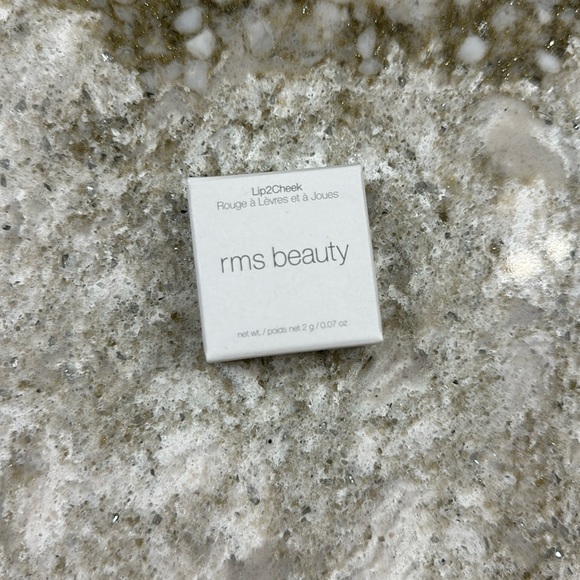 Lip2Cheek
Rouge à Lèvres et à Joues
rms beauty
net wt. / poids net 2 g / 0.07 oz